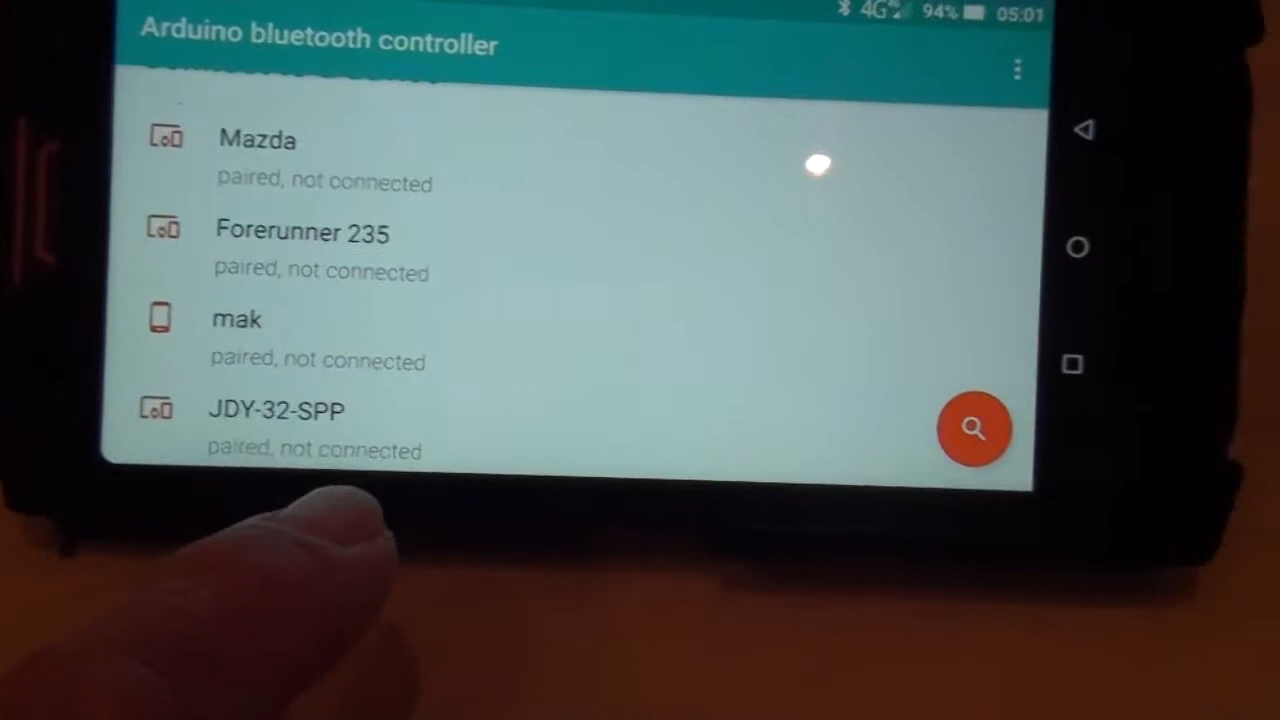 4G 94% 05:01
Arduino bluetooth controller
Mazda
paired, not connected
Forerunner 235
paired, not connected
mak
paired, not connected
JDY-32-SPP
paired, not connected